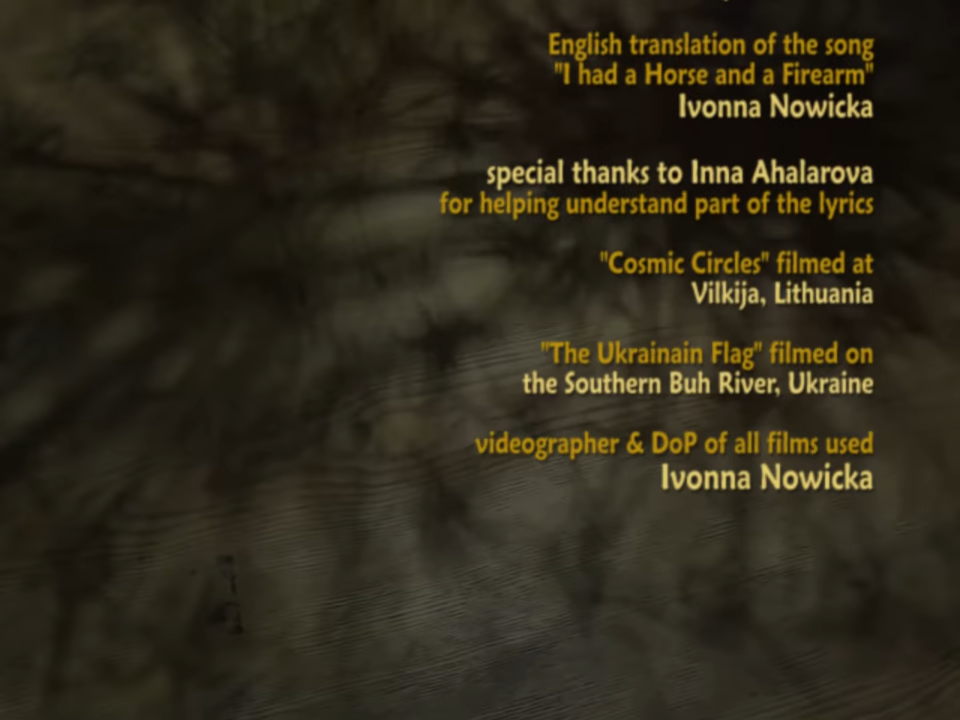 English translation of the song
"I had a Horse and a Firearm"
Ivonna Nowicka
special thanks to Inna Ahalarova
for helping understand part of the lyrics
"Cosmic Circles" filmed at
Vilkija, Lithuania
"The Ukrainain Flag" filmed on
the Southern Buh River, Ukraine
videographer & DoP of all films used
Ivonna Nowicka